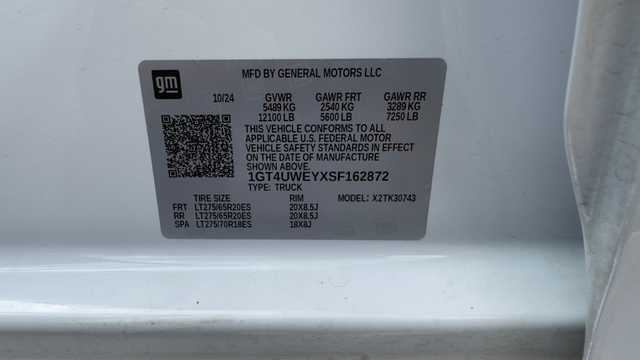 gm
MFD BY GENERAL MOTORS LLC
10/24 GVWR GAWR FRT GAWR RR
5489 KG 2540 KG 3289 KG
12100 LB 5600 LB 7250 LB
THIS VEHICLE CONFORMS TO ALL
APPLICABLE U.S. FEDERAL MOTOR
VEHICLE SAFETY STANDARDS IN EFFECT
ON THE DATE OF MANUFACTURE
SHOWN ABOVE.
1GT4UWEYXSF162872
TYPE: TRUCK
TIRE SIZE RIM MODEL: X2TK30743
FRT LT275/65R20ES 20X8.5J
RR LT275/65R20ES 20X8.5J
SPA LT275/70R18ES 18X8J